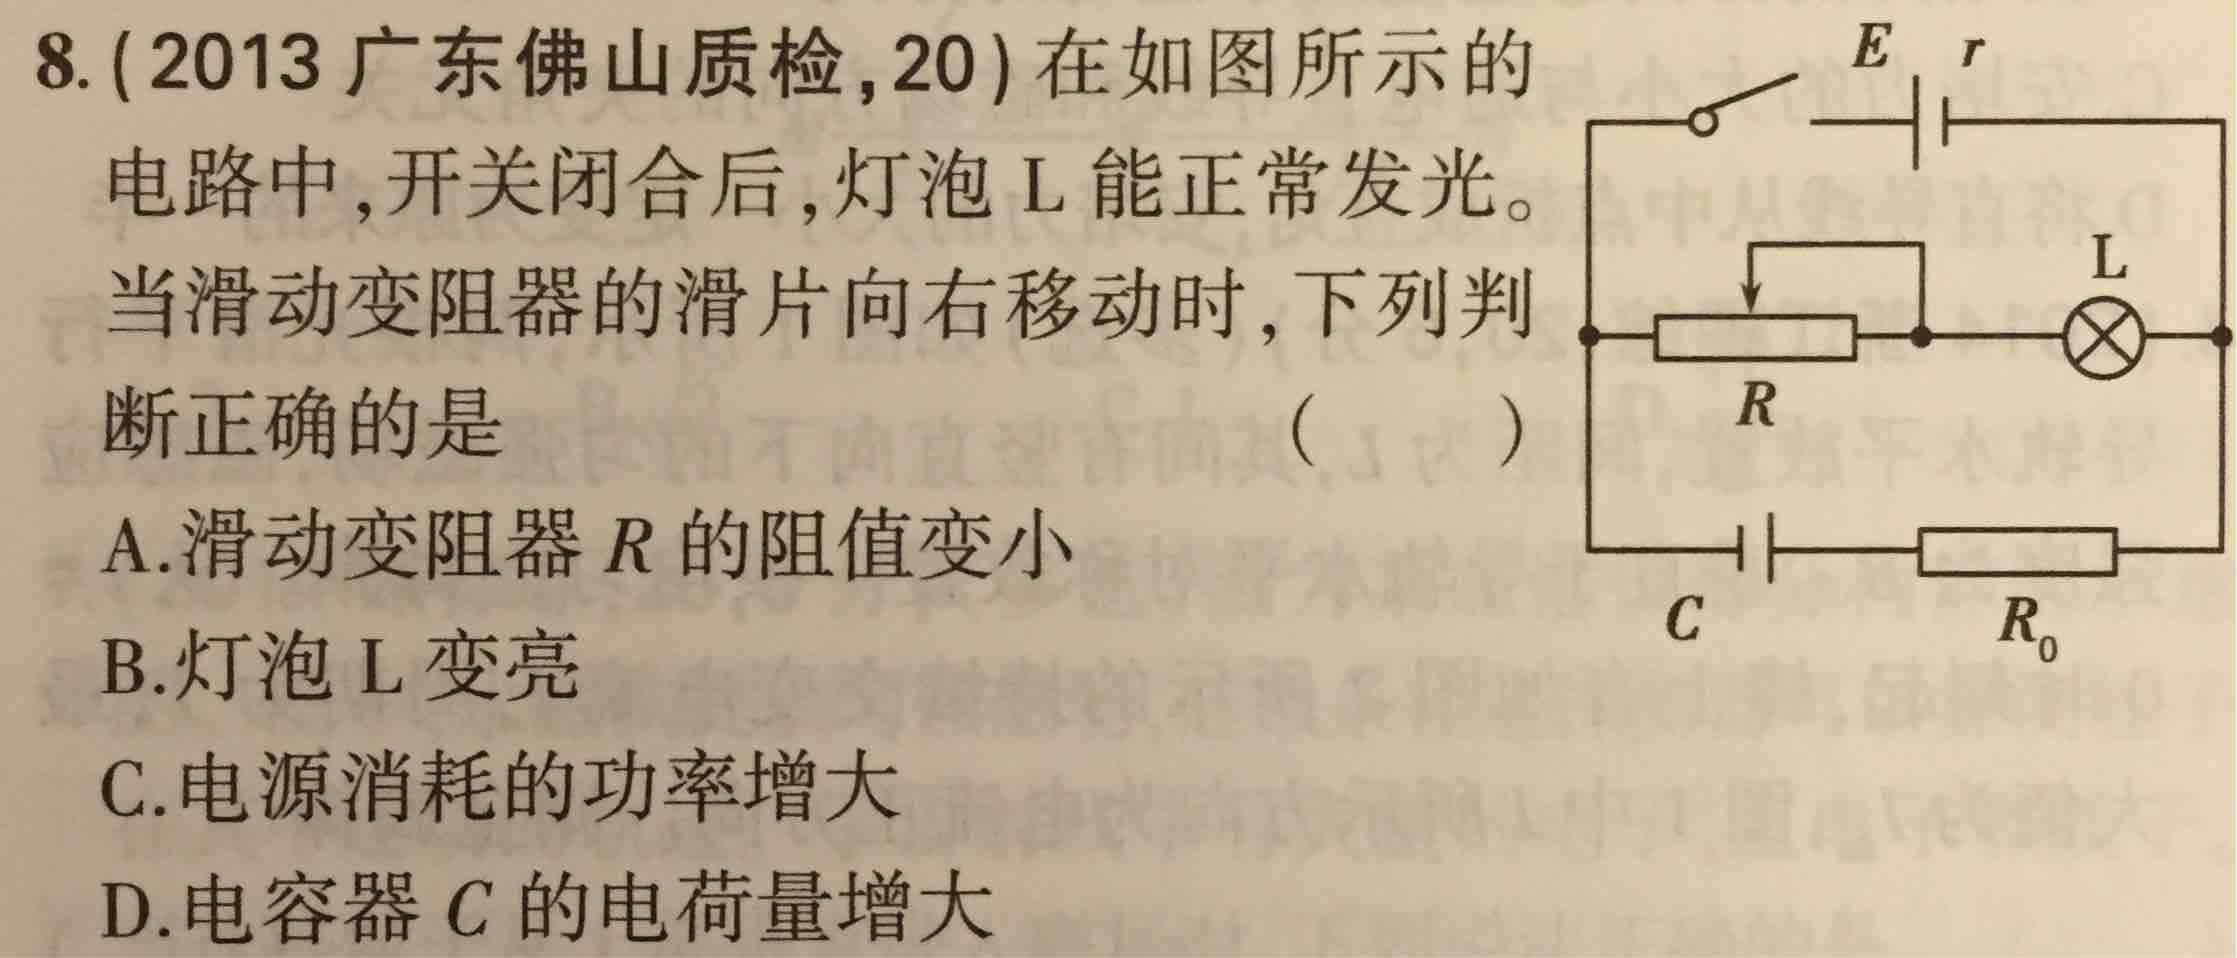 8.(2013广东佛山质检,20)在如图所示的
电路中,开关闭合后,灯泡 L 能正常发光。
当滑动变阻器的滑片向右移动时,下列判
断正确的是 ( )
A.滑动变阻器 R 的阻值变小
B.灯泡 L 变亮
C.电源消耗的功率增大
D.电容器 C 的电荷量增大
E r
L
R
C R₀